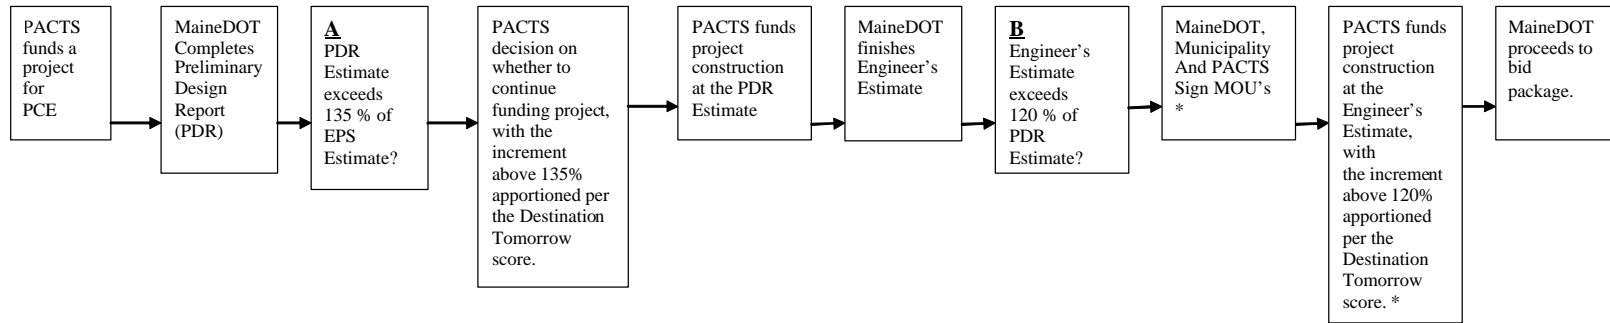 PACTS
funds a
project
for
PCE
MaineDOT
Completes
Preliminary
Design
Report
(PDR)
A
PDR
Estimate
exceeds
135 % of
EPS
Estimate?
PACTS
decision on
whether to
continue
funding project,
with the
increment
above 135%
apportioned per
the Destination
Tomorrow
score.
PACTS funds
project
construction
at the PDR
Estimate
MaineDOT
finishes
Engineer's
Estimate
B
Engineer's
Estimate
exceeds
120 % of
PDR
Estimate?
MaineDOT,
Municipality
And PACTS
Sign MOU's
*
PACTS funds
project
construction
at the
Engineer's
Estimate,
with
the increment
above 120%
apportioned
per the
Destination
Tomorrow
score. *
MaineDOT
proceeds to
bid
package.